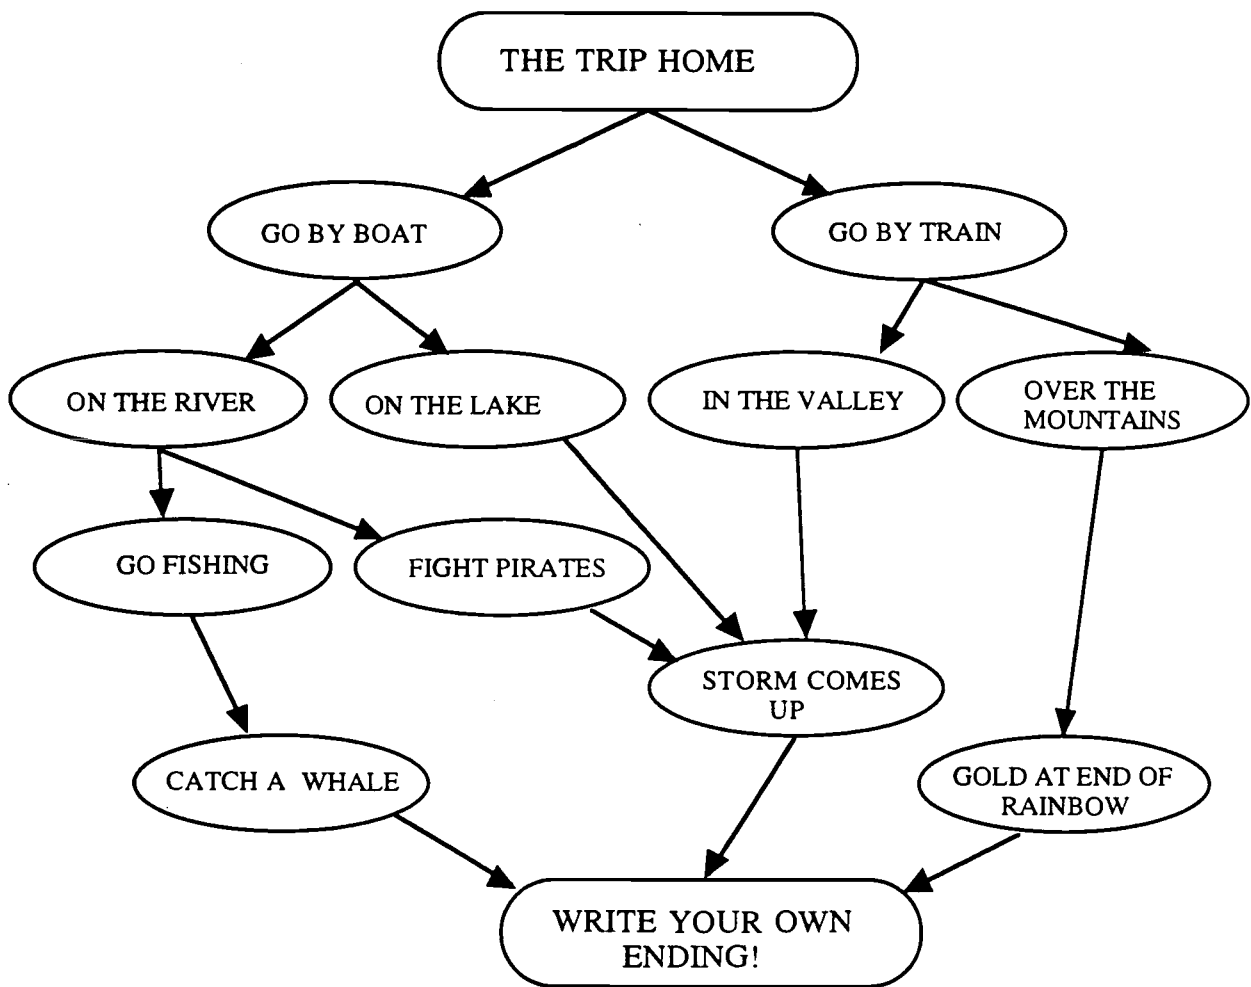 THE TRIP HOME
GO BY BOAT
GO BY TRAIN
ON THE RIVER
ON THE LAKE
IN THE VALLEY
OVER THE
MOUNTAINS
GO FISHING
FIGHT PIRATES
STORM COMES
UP
CATCH A WHALE
GOLD AT END OF
RAINBOW
WRITE YOUR OWN
ENDING!